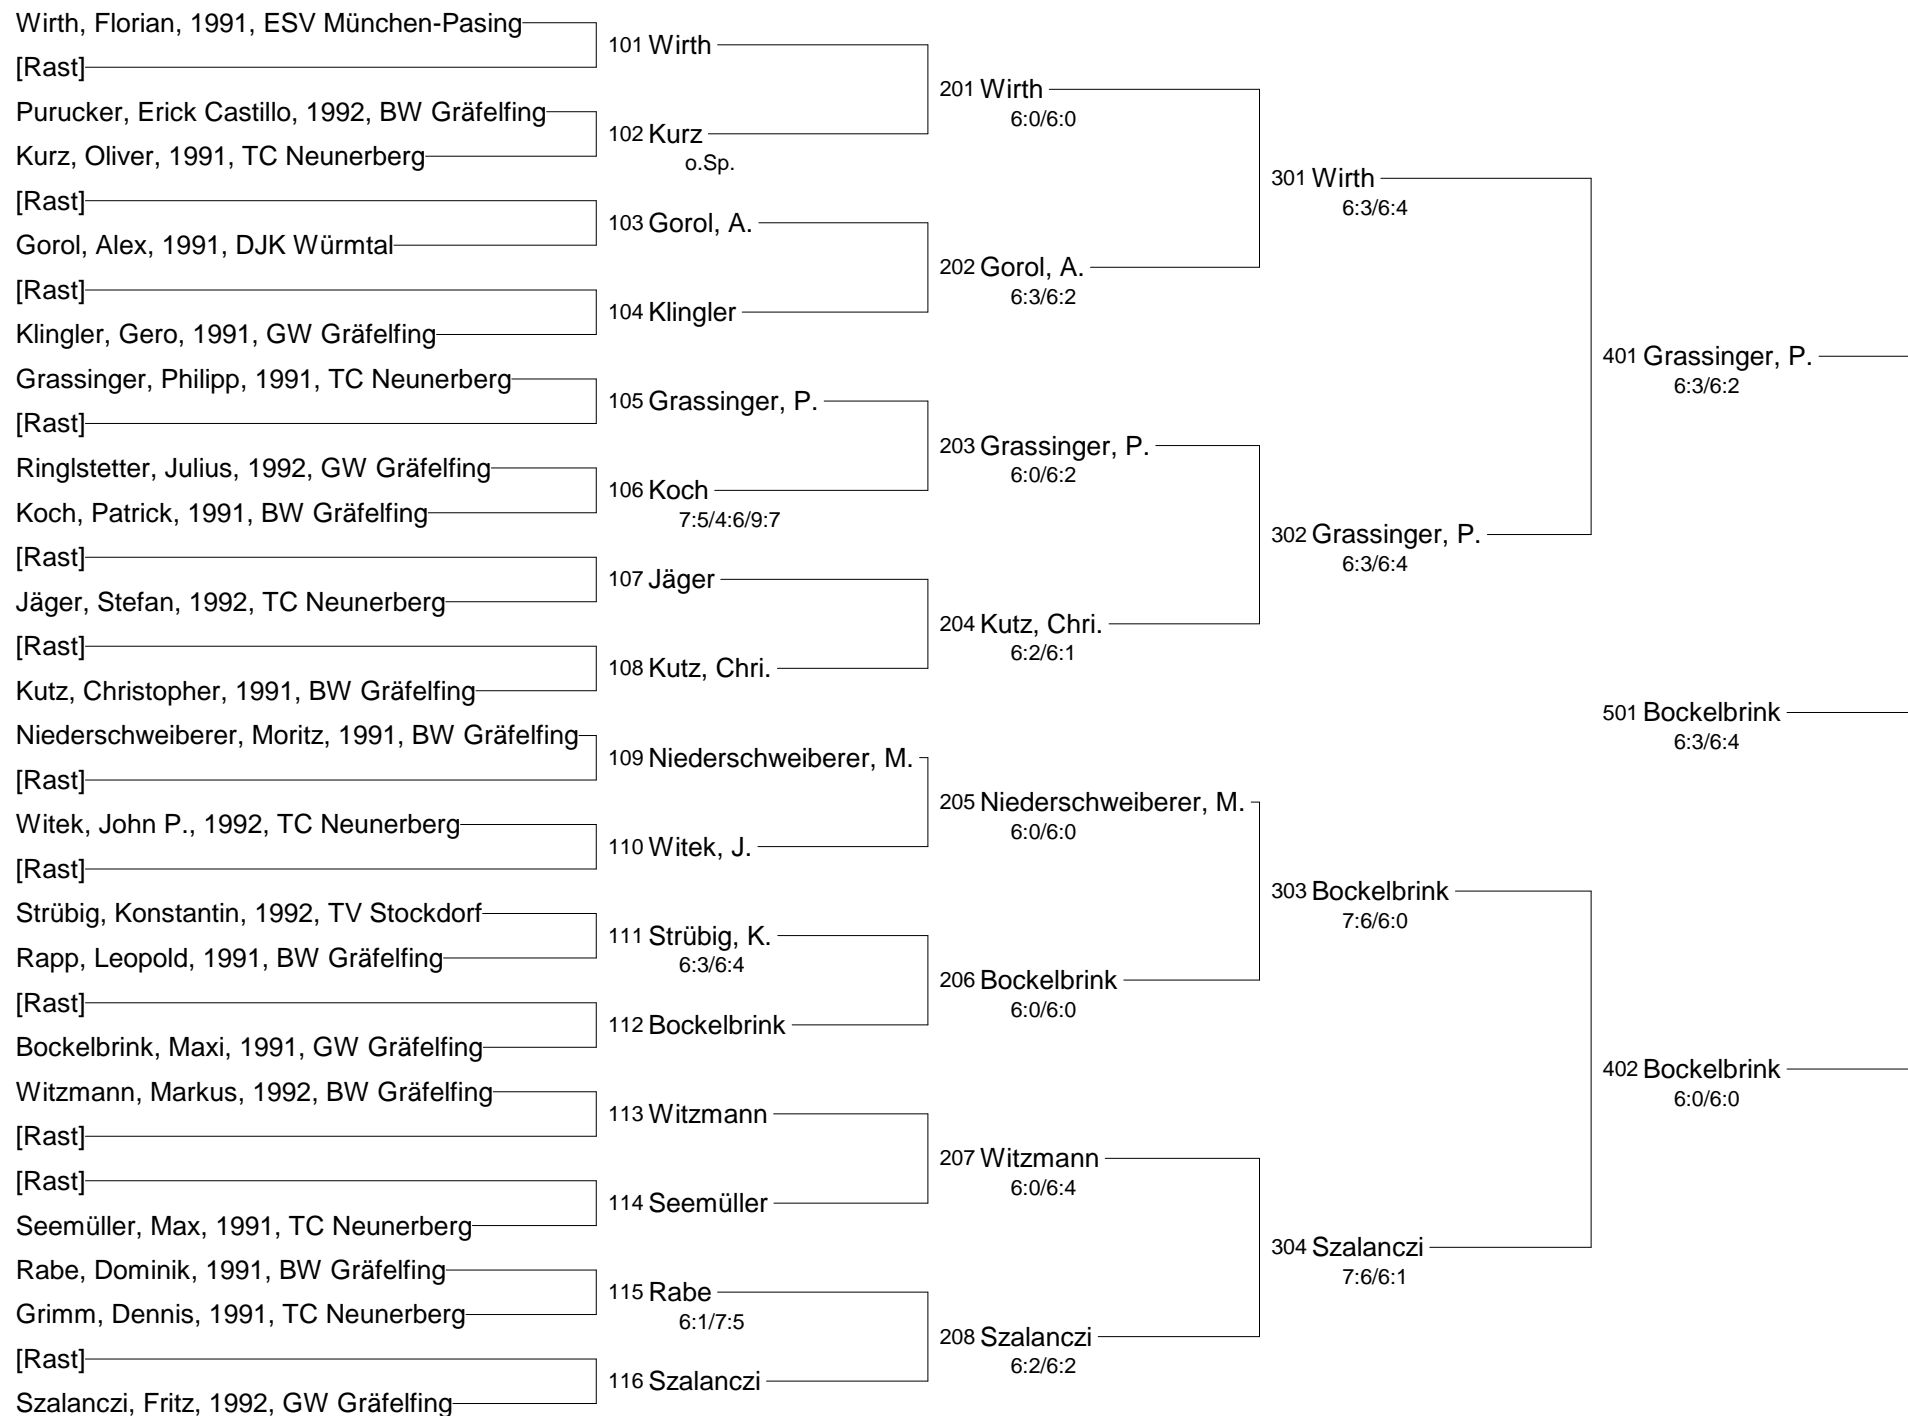 Wirth, Florian, 1991, ESV München-Pasing
[Rast]
Purucker, Erick Castillo, 1992, BW Gräfelfing
Kurz, Oliver, 1991, TC Neunerberg
[Rast]
Gorol, Alex, 1991, DJK Würmtal
[Rast]
Klingler, Gero, 1991, GW Gräfelfing
Grassinger, Philipp, 1991, TC Neunerberg
[Rast]
Ringlstetter, Julius, 1992, GW Gräfelfing
Koch, Patrick, 1991, BW Gräfelfing
[Rast]
Jäger, Stefan, 1992, TC Neunerberg
[Rast]
Kutz, Christopher, 1991, BW Gräfelfing
Niederschweiberer, Moritz, 1991, BW Gräfelfing
[Rast]
Witek, John P., 1992, TC Neunerberg
[Rast]
Strübig, Konstantin, 1992, TV Stockdorf
Rapp, Leopold, 1991, BW Gräfelfing
[Rast]
Bockelbrink, Maxi, 1991, GW Gräfelfing
Witzmann, Markus, 1992, BW Gräfelfing
[Rast]
[Rast]
Seemüller, Max, 1991, TC Neunerberg
Rabe, Dominik, 1991, BW Gräfelfing
Grimm, Dennis, 1991, TC Neunerberg
[Rast]
Szalanczi, Fritz, 1992, GW Gräfelfing
101 Wirth
102 Kurz
o.Sp.
103 Gorol, A.
104 Klingler
105 Grassinger, P.
106 Koch
7:5/4:6/9:7
107 Jäger
108 Kutz, Chri.
109 Niederschweiberer, M.
110 Witek, J.
111 Strübig, K.
6:3/6:4
112 Bockelbrink
113 Witzmann
114 Seemüller
115 Rabe
6:1/7:5
116 Szalanczi
201 Wirth
6:0/6:0
202 Gorol, A.
6:3/6:2
203 Grassinger, P.
6:0/6:2
204 Kutz, Chri.
6:2/6:1
205 Niederschweiberer, M.
6:0/6:0
206 Bockelbrink
6:0/6:0
207 Witzmann
6:0/6:4
208 Szalanczi
6:2/6:2
301 Wirth
6:3/6:4
302 Grassinger, P.
6:3/6:4
303 Bockelbrink
7:6/6:0
304 Szalanczi
7:6/6:1
401 Grassinger, P.
6:3/6:2
501 Bockelbrink
6:3/6:4
402 Bockelbrink
6:0/6:0